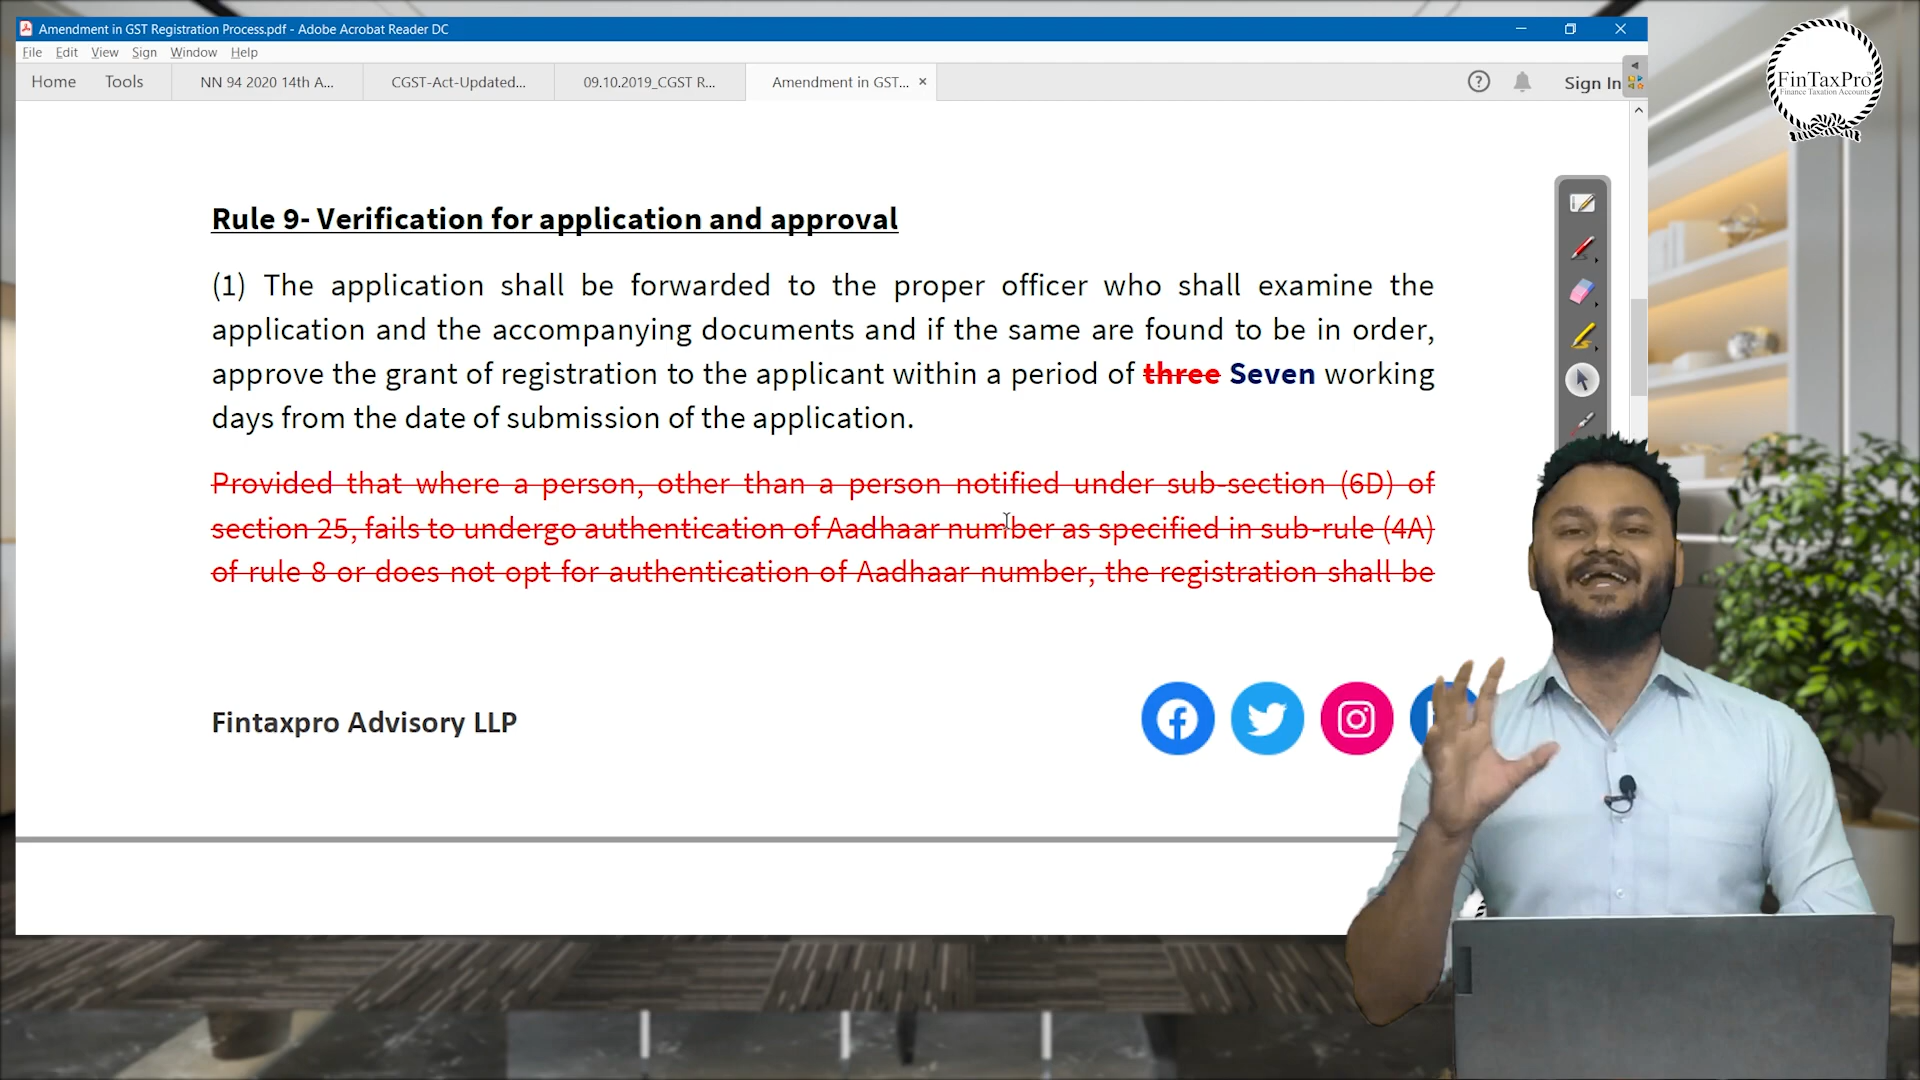 Amendment in GST Registration Process.pdf - Adobe Acrobat Reader DC
File Edit View Sign Window Help
Home Tools NN 94 2020 14th A... CGST-Act-Updated... 09.10.2019_CGST R... Amendment in GST... × Sign In
FinTaxPro
Finance Taxation Accounts
Rule 9- Verification for application and approval
(1) The application shall be forwarded to the proper officer who shall examine the
application and the accompanying documents and if the same are found to be in order,
approve the grant of registration to the applicant within a period of three Seven working
days from the date of submission of the application.
Provided that where a person, other than a person notified under sub-section (6D) of
section 25, fails to undergo authentication of Aadhaar number as specified in sub-rule (4A)
of rule 8 or does not opt for authentication of Aadhaar number, the registration shall be
Fintaxpro Advisory LLP